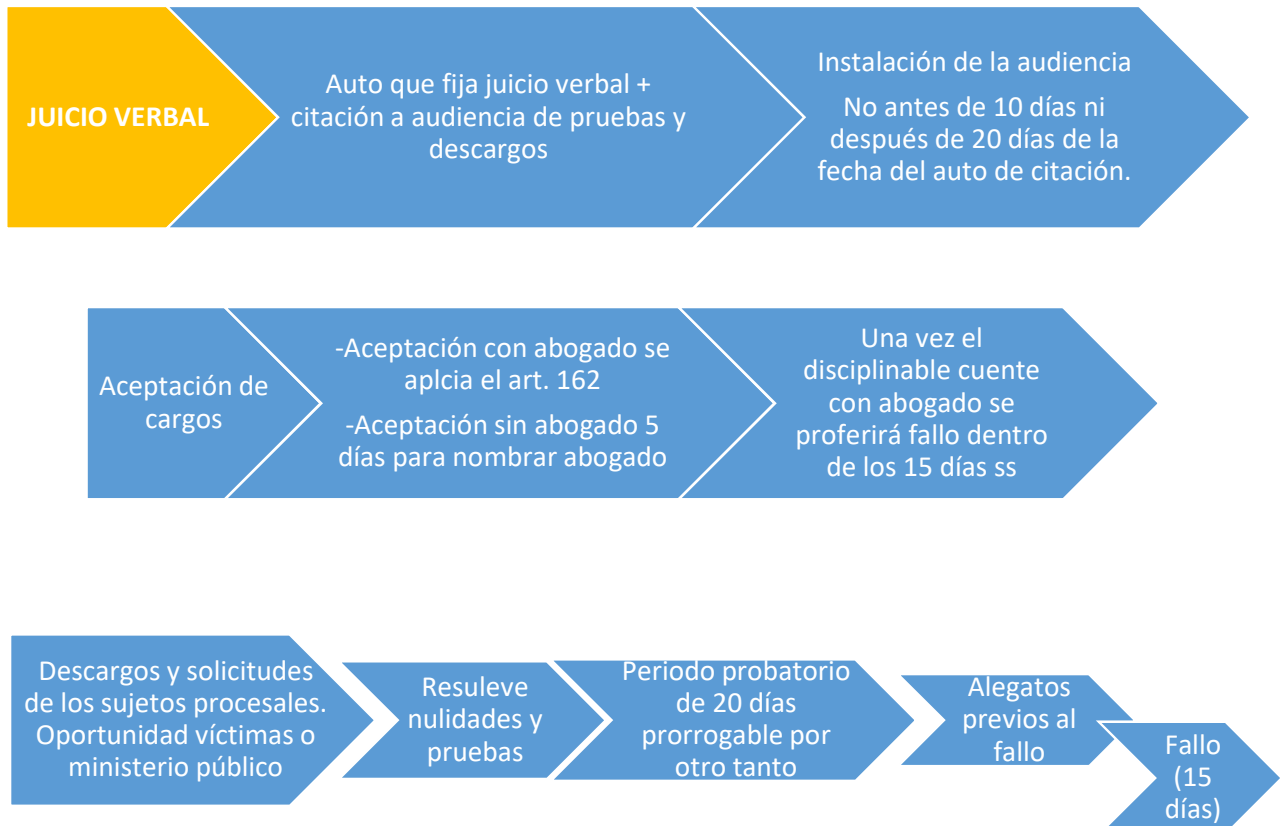 JUICIO VERBAL
Auto que fija juicio verbal +
citación a audiencia de pruebas y
descargos
Instalación de la audiencia
No antes de 10 días ni
después de 20 días de la
fecha del auto de citación.
Aceptación de
cargos
-Aceptación con abogado se
aplcia el art. 162
-Aceptación sin abogado 5
días para nombrar abogado
Una vez el
disciplinable cuente
con abogado se
proferirá fallo dentro
de los 15 días ss
Descargos y solicitudes
de los sujetos procesales.
Oportunidad víctimas o
ministerio público
Resuleve
nulidades y
pruebas
Periodo probatorio
de 20 días
prorrogable por
otro tanto
Alegatos
previos al
fallo
Fallo
(15
días)